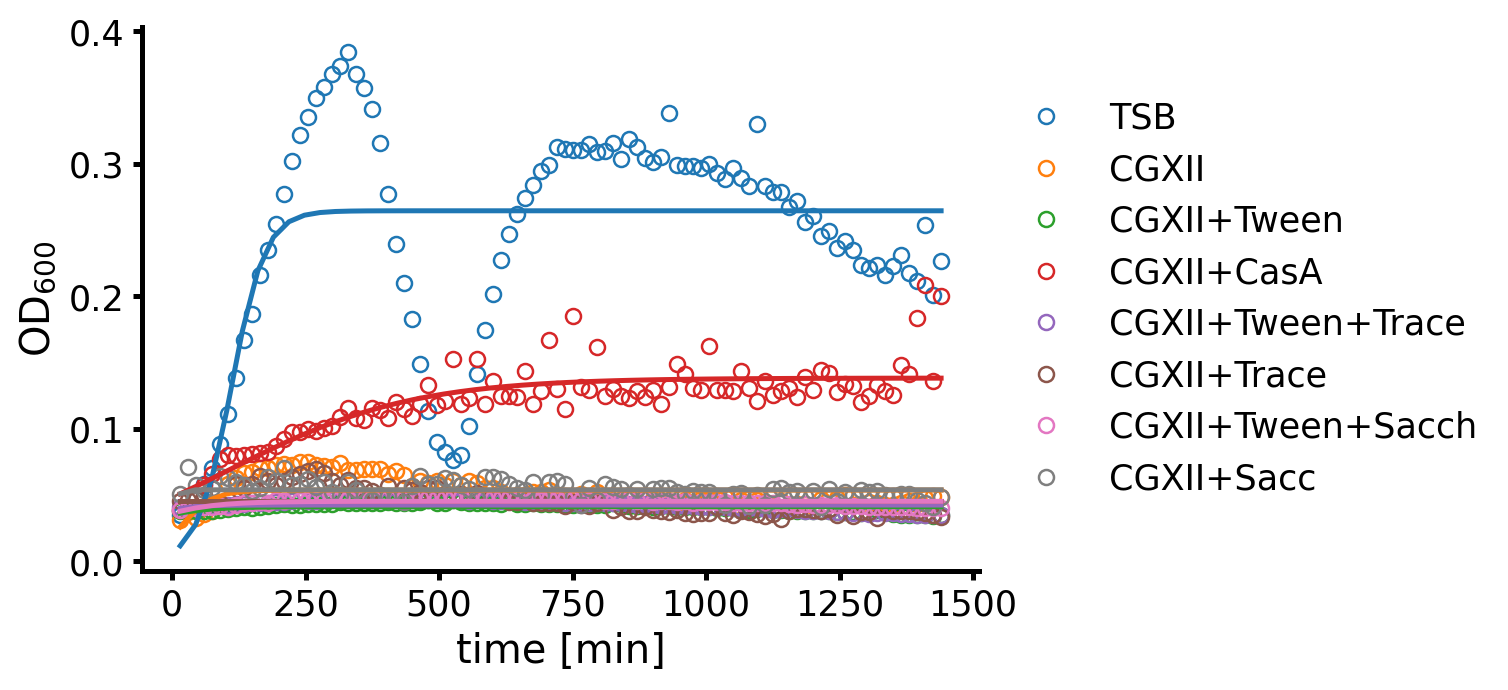 0.4
0.3
0.2
0.1
0.0
OD600
0 250 500 750 1000 1250 1500
time [min]
TSB
CGXII
CGXII+Tween
CGXII+CasA
CGXII+Tween+Trace
CGXII+Trace
CGXII+Tween+Sacch
CGXII+Sacc